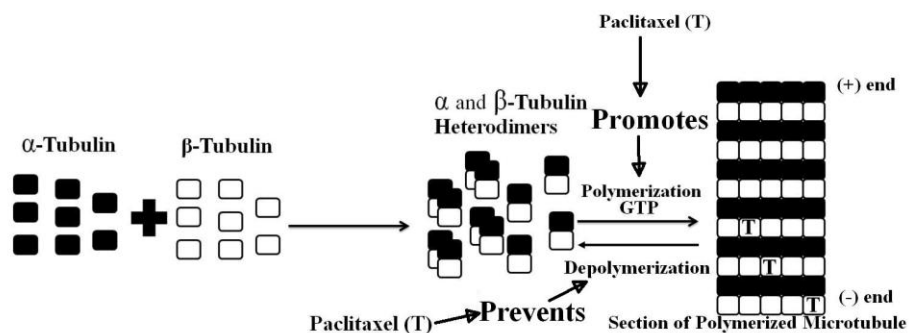 Paclitaxel (T)
α and β-Tubulin
Heterodimers
Promotes
(+) end
α-Tubulin
β-Tubulin
Polymerization
GTP
T
T
Depolymerization
(-) end
T
Paclitaxel (T)
Prevents
Section of Polymerized Microtubule